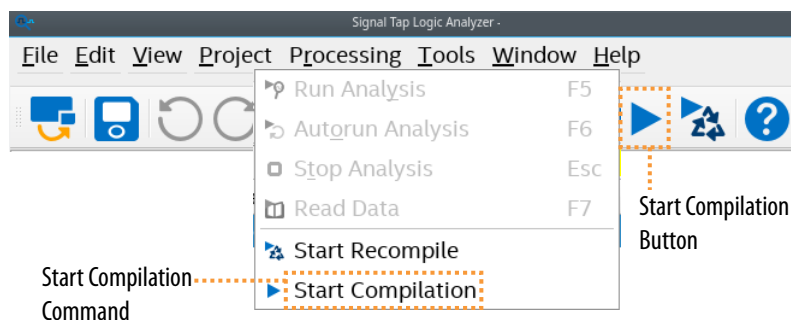 Signal Tap Logic Analyzer -
File Edit View Project Processing Tools Window Help
Run Analysis F5
Autorun Analysis F6
Stop Analysis Esc
Read Data F7
Start Recompile
Start Compilation
Start Compilation
Button
Start Compilation
Command